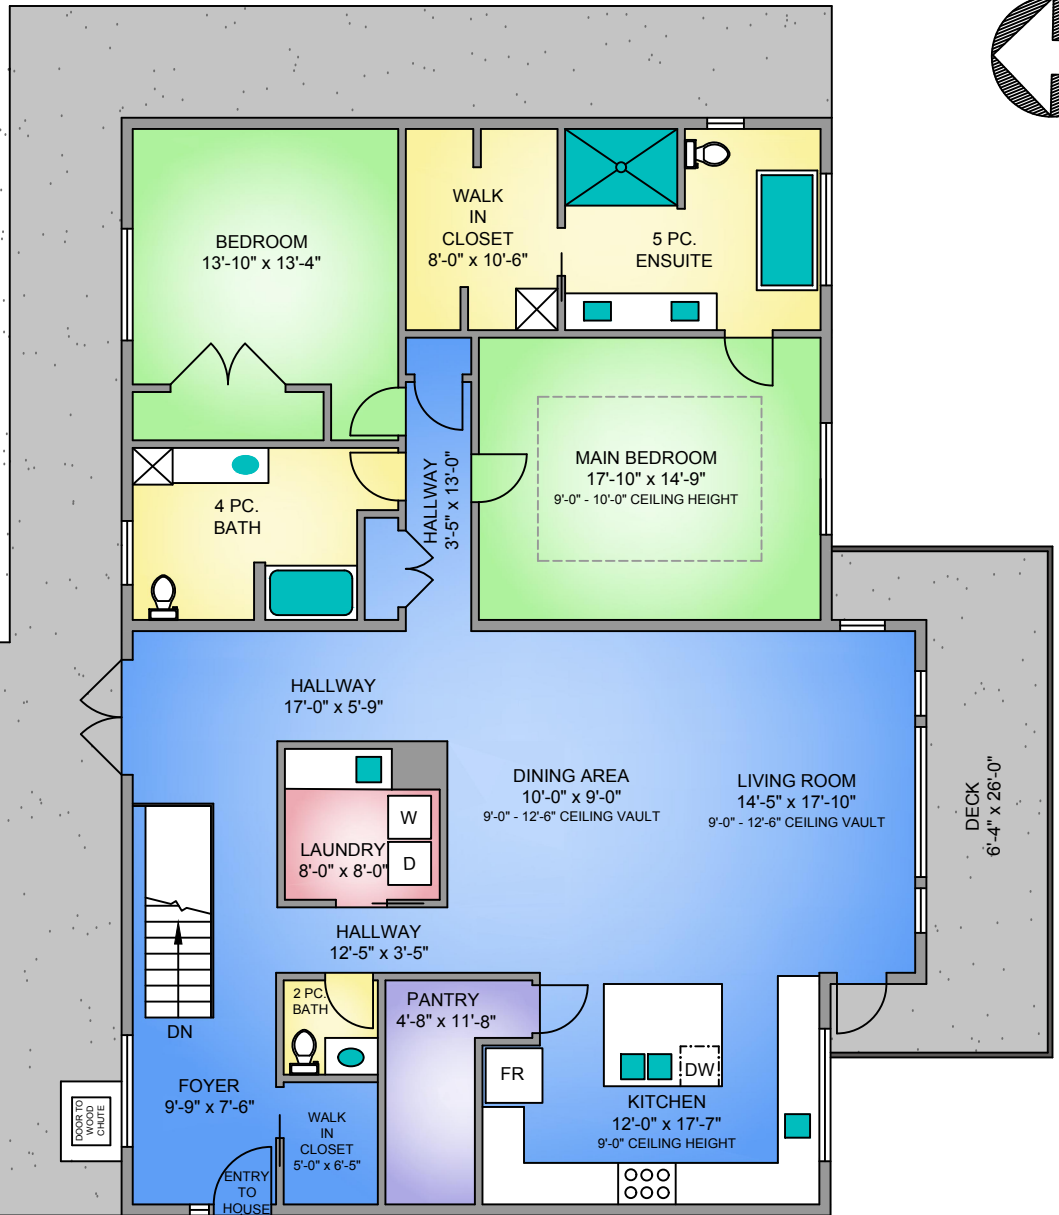 WALK
IN
CLOSET
8'-0" x 10'-6"
BEDROOM
13'-10" x 13'-4"
5 PC.
ENSUITE
MAIN BEDROOM
17'-10" x 14'-9"
9'-0" - 10'-0" CEILING HEIGHT
HALLWAY
3'-5" x 13'-0"
4 PC.
BATH
HALLWAY
17'-0" x 5'-9"
DINING AREA
10'-0" x 9'-0"
9'-0" - 12'-6" CEILING VAULT
LIVING ROOM
14'-5" x 17'-10"
9'-0" - 12'-6" CEILING VAULT
DECK
6'-4" x 26'-0"
W
D
LAUNDRY
8'-0" x 8'-0"
HALLWAY
12'-5" x 3'-5"
DN
2 PC.
BATH
PANTRY
4'-8" x 11'-8"
FR
DW
KITCHEN
12'-0" x 17'-7"
9'-0" CEILING HEIGHT
FOYER
9'-9" x 7'-6"
DOOR TO
WOOD
CHUTE
WALK
IN
CLOSET
5'-0" x 6'-5"
ENTRY
TO
HOUSE